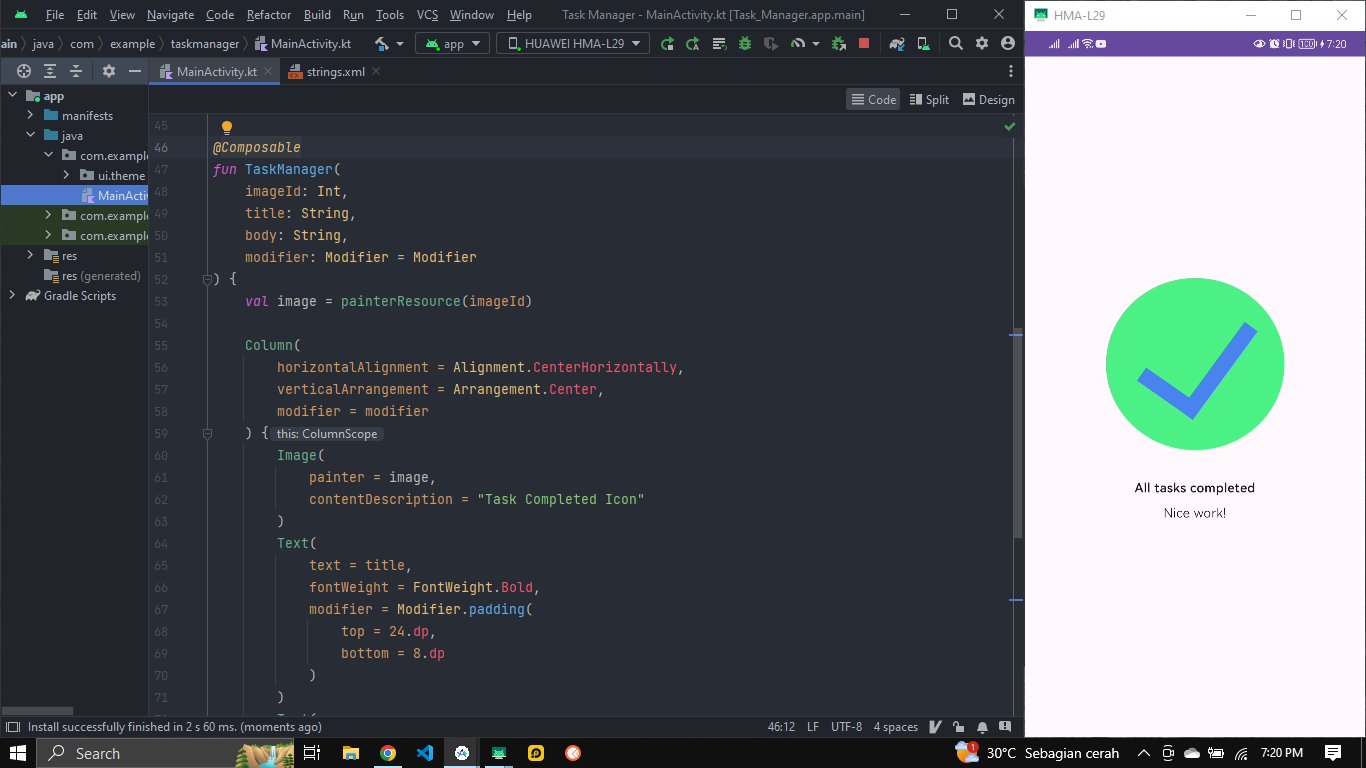 File Edit View Navigate Code Refactor Build Run Tools VCS Window Help Task Manager - MainActivity.kt [Task_Manager.app.main]
ain java com example taskmanager MainActivity.kt app HUAWEI HMA-L29
MainActivity.kt strings.xml
Code Split Design
app
manifests
java
com.example
ui.theme
MainActiv
com.example
com.example
res
res (generated)
Gradle Scripts
45
46 @Composable
47 fun TaskManager(
48 imageId: Int,
49 title: String,
50 body: String,
51 modifier: Modifier = Modifier
52 ) {
53 val image = painterResource(imageId)
54
55 Column(
56 horizontalAlignment = Alignment.CenterHorizontally,
57 verticalArrangement = Arrangement.Center,
58 modifier = modifier
59 ) { this: ColumnScope
60 Image(
61 painter = image,
62 contentDescription = "Task Completed Icon"
63 )
64 Text(
65 text = title,
66 fontWeight = FontWeight.Bold,
67 modifier = Modifier.padding(
68 top = 24.dp,
69 bottom = 8.dp
70 )
71 )
Install successfully finished in 2 s 60 ms. (moments ago) 46:12 LF UTF-8 4 spaces
HMA-L29
100 7:20
All tasks completed
Nice work!
Search 1 30°C Sebagian cerah 7:20 PM